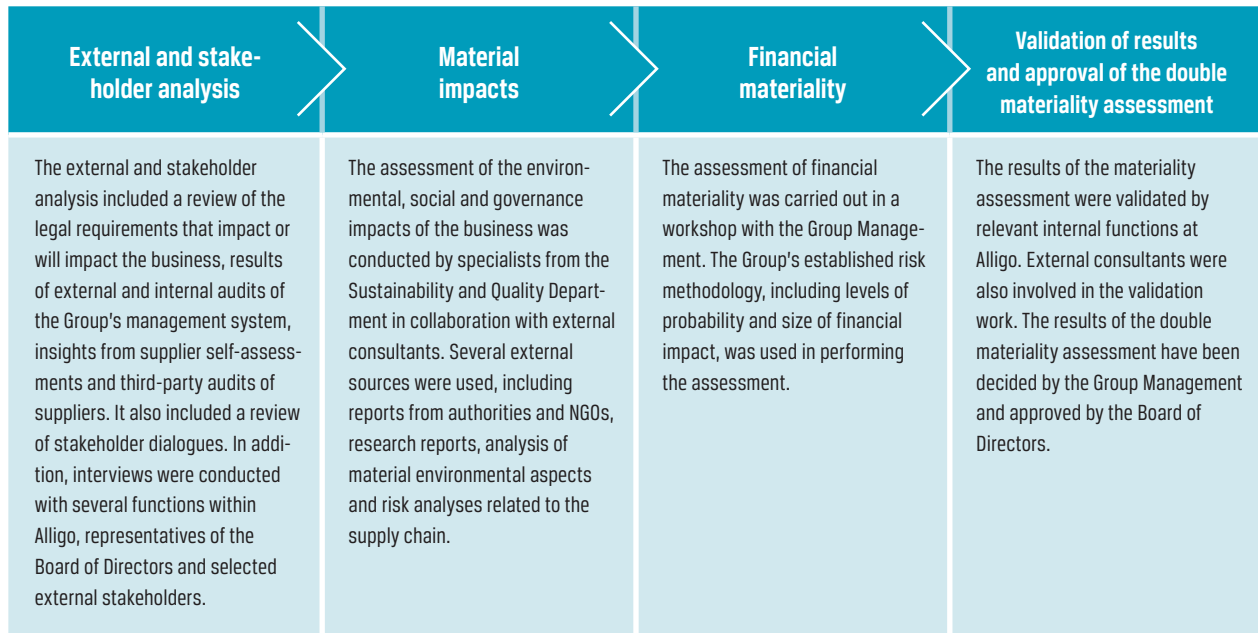 External and stake-
holder analysis
Material
impacts
Financial
materiality
Validation of results
and approval of the double
materiality assessment
The external and stakeholder
analysis included a review of the
legal requirements that impact or
will impact the business, results
of external and internal audits of
the Group's management system,
insights from supplier self-assess-
ments and third-party audits of
suppliers. It also included a review
of stakeholder dialogues. In addi-
tion, interviews were conducted
with several functions within
Alligo, representatives of the
Board of Directors and selected
external stakeholders.
The assessment of the environ-
mental, social and governance
impacts of the business was
conducted by specialists from the
Sustainability and Quality Depart-
ment in collaboration with external
consultants. Several external
sources were used, including
reports from authorities and NGOs,
research reports, analysis of
material environmental aspects
and risk analyses related to the
supply chain.
The assessment of financial
materiality was carried out in a
workshop with the Group Manage-
ment. The Group's established risk
methodology, including levels of
probability and size of financial
impact, was used in performing
the assessment.
The results of the materiality
assessment were validated by
relevant internal functions at
Alligo. External consultants were
also involved in the validation
work. The results of the double
materiality assessment have been
decided by the Group Management
and approved by the Board of
Directors.